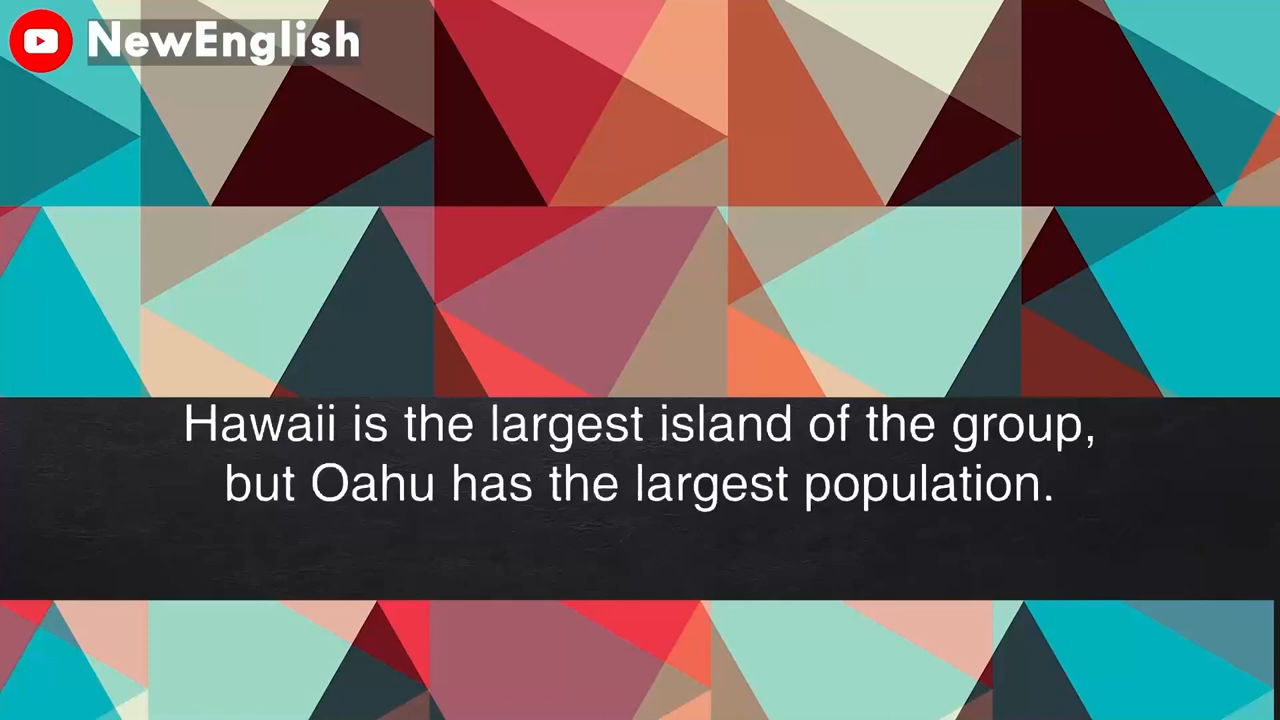 NewEnglish
Hawaii is the largest island of the group,
but Oahu has the largest population.